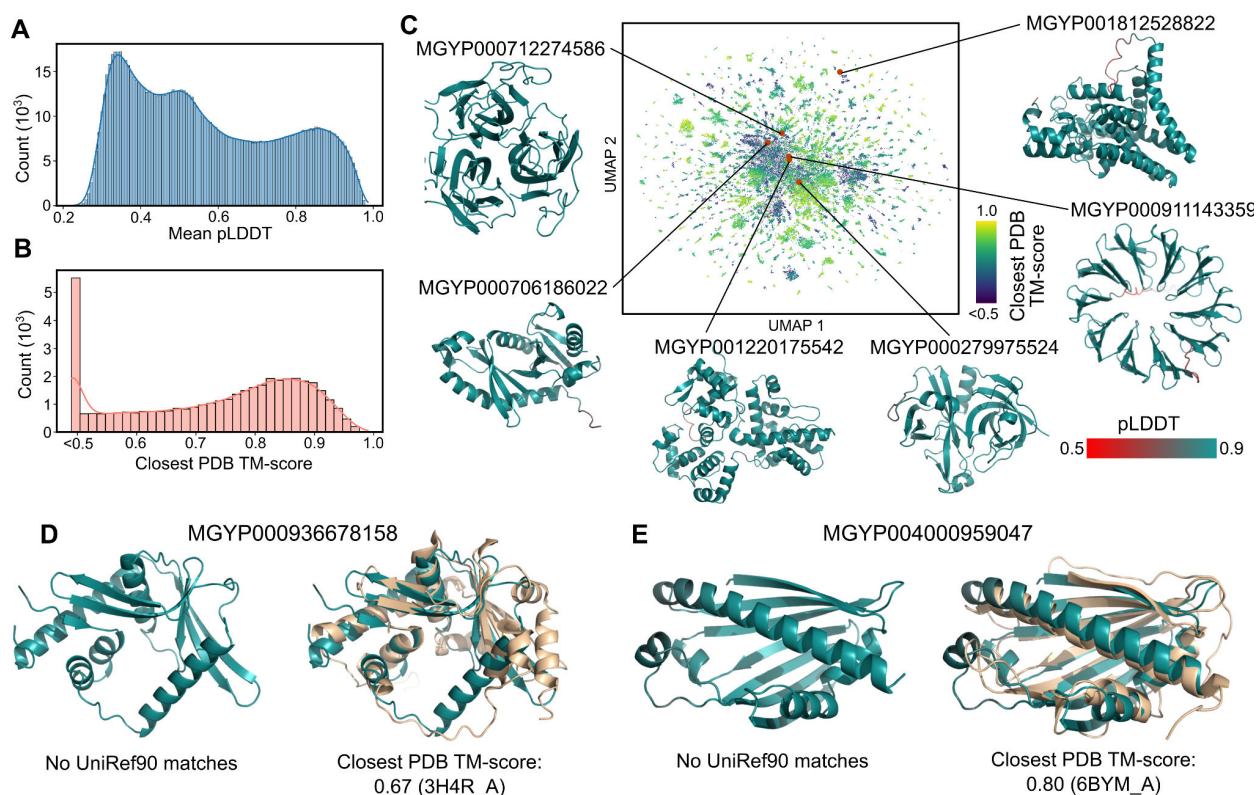 A
Count (10³)
15
10
5
0
0.2 0.4 0.6 0.8 1.0
Mean pLDDT
B
Count (10³)
5
4
3
2
1
0
<0.5 0.6 0.7 0.8 0.9 1.0
Closest PDB TM-score
C
MGYP000712274586
MGYP001812528822
UMAP 2
UMAP 1
1.0
<0.5
Closest PDB
TM-score
MGYP000911143359
MGYP000706186022
MGYP001220175542
MGYP000279975524
pLDDT
0.5 0.9
D
MGYP000936678158
No UniRef90 matches
Closest PDB TM-score:
0.67 (3H4R_A)
E
MGYP004000959047
No UniRef90 matches
Closest PDB TM-score:
0.80 (6BYM_A)